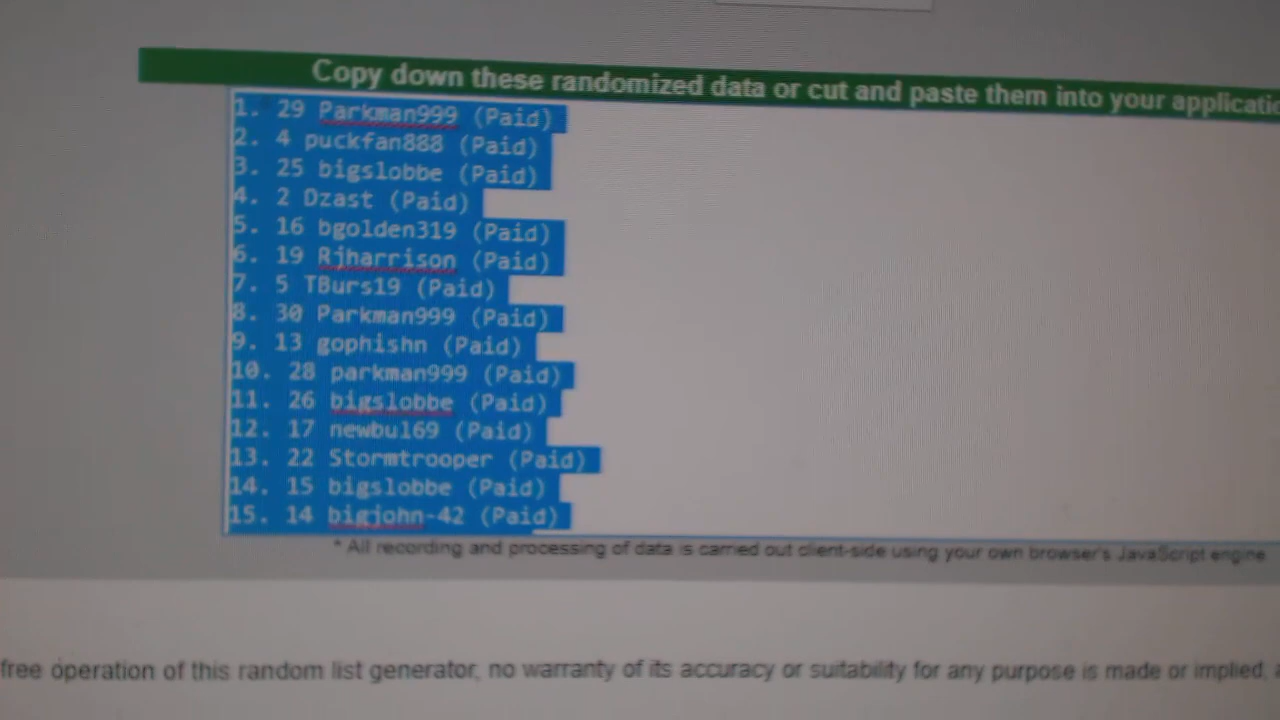 Copy down these randomized data or cut and paste them into your applicatio
1. 29 Parkman999 (Paid)
2. 4 puckfan888 (Paid)
3. 25 bigslobbe (Paid)
4. 2 Dzast (Paid)
5. 16 bgolden319 (Paid)
6. 19 Rjharrison (Paid)
7. 5 TBurs19 (Paid)
8. 30 Parkman999 (Paid)
9. 13 gophishn (Paid)
10. 28 parkman999 (Paid)
11. 26 bigslobbe (Paid)
12. 17 newbu169 (Paid)
13. 22 Stormtrooper (Paid)
14. 15 bigslobbe (Paid)
15. 14 bigjohn-42 (Paid)
* All recording and processing of data is carried out client-side using your own browser's JavaScript engine.
free operation of this random list generator, no warranty of its accuracy or suitability for any purpose is made or implied,